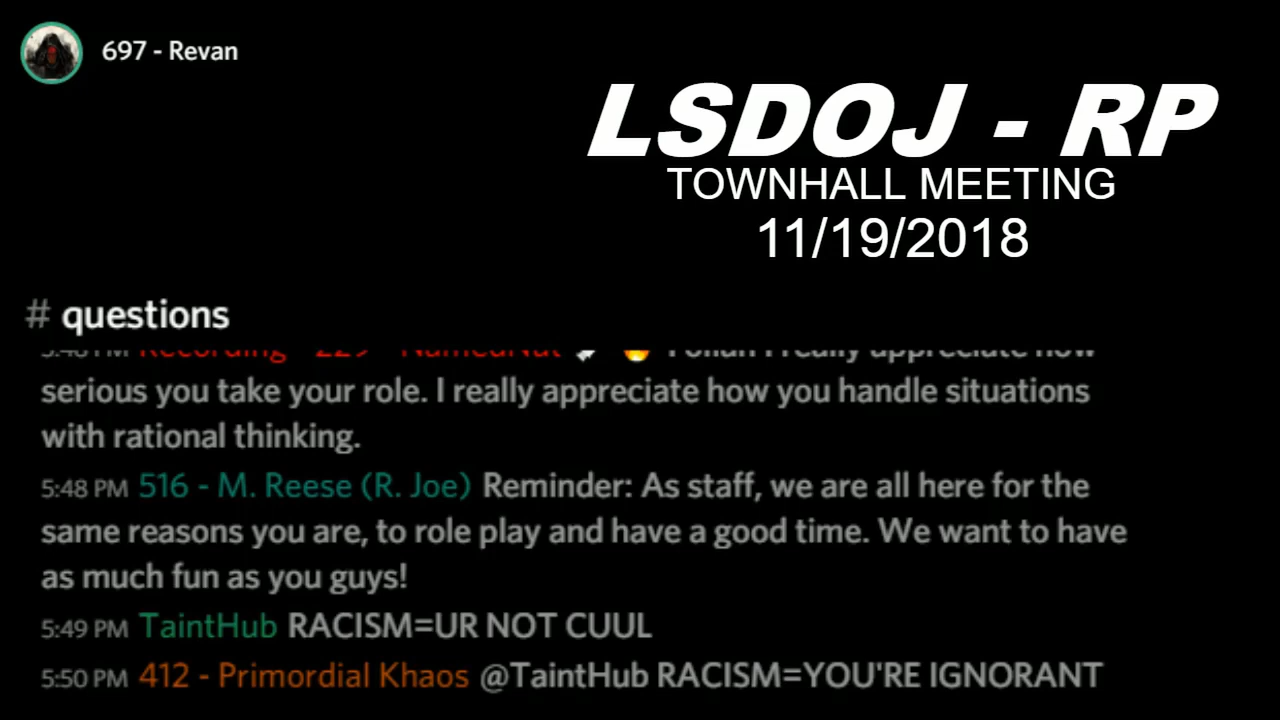 697 - Revan
LSDOJ - RP
TOWNHALL MEETING
11/19/2018
# questions
I really appreciate how
serious you take your role. I really appreciate how you handle situations
with rational thinking.
5:48 PM 516 - M. Reese (R. Joe) Reminder: As staff, we are all here for the
same reasons you are, to role play and have a good time. We want to have
as much fun as you guys!
5:49 PM TaintHub RACISM=UR NOT CUUL
5:50 PM 412 - Primordial Khaos @TaintHub RACISM=YOU'RE IGNORANT